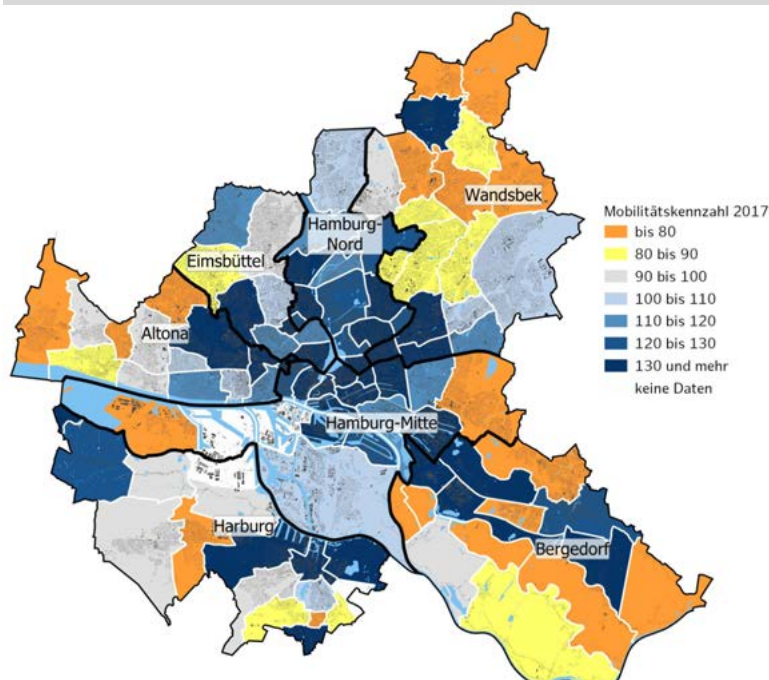 Wandsbek
Hamburg-
Nord
Eimsbüttel
Altona
Hamburg-Mitte
Harburg
Bergedorf
Mobilitätskennzahl 2017
bis 80
80 bis 90
90 bis 100
100 bis 110
110 bis 120
120 bis 130
130 und mehr
keine Daten